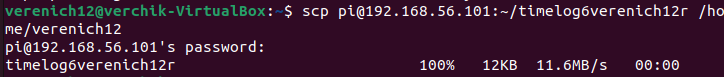 verenich12@verchik-VirtualBox:~$ scp pi@192.168.56.101:~/timelog6verenich12r /ho
me/verenich12
pi@192.168.56.101's password:
timelog6verenich12r 100% 12KB 11.6MB/s 00:00